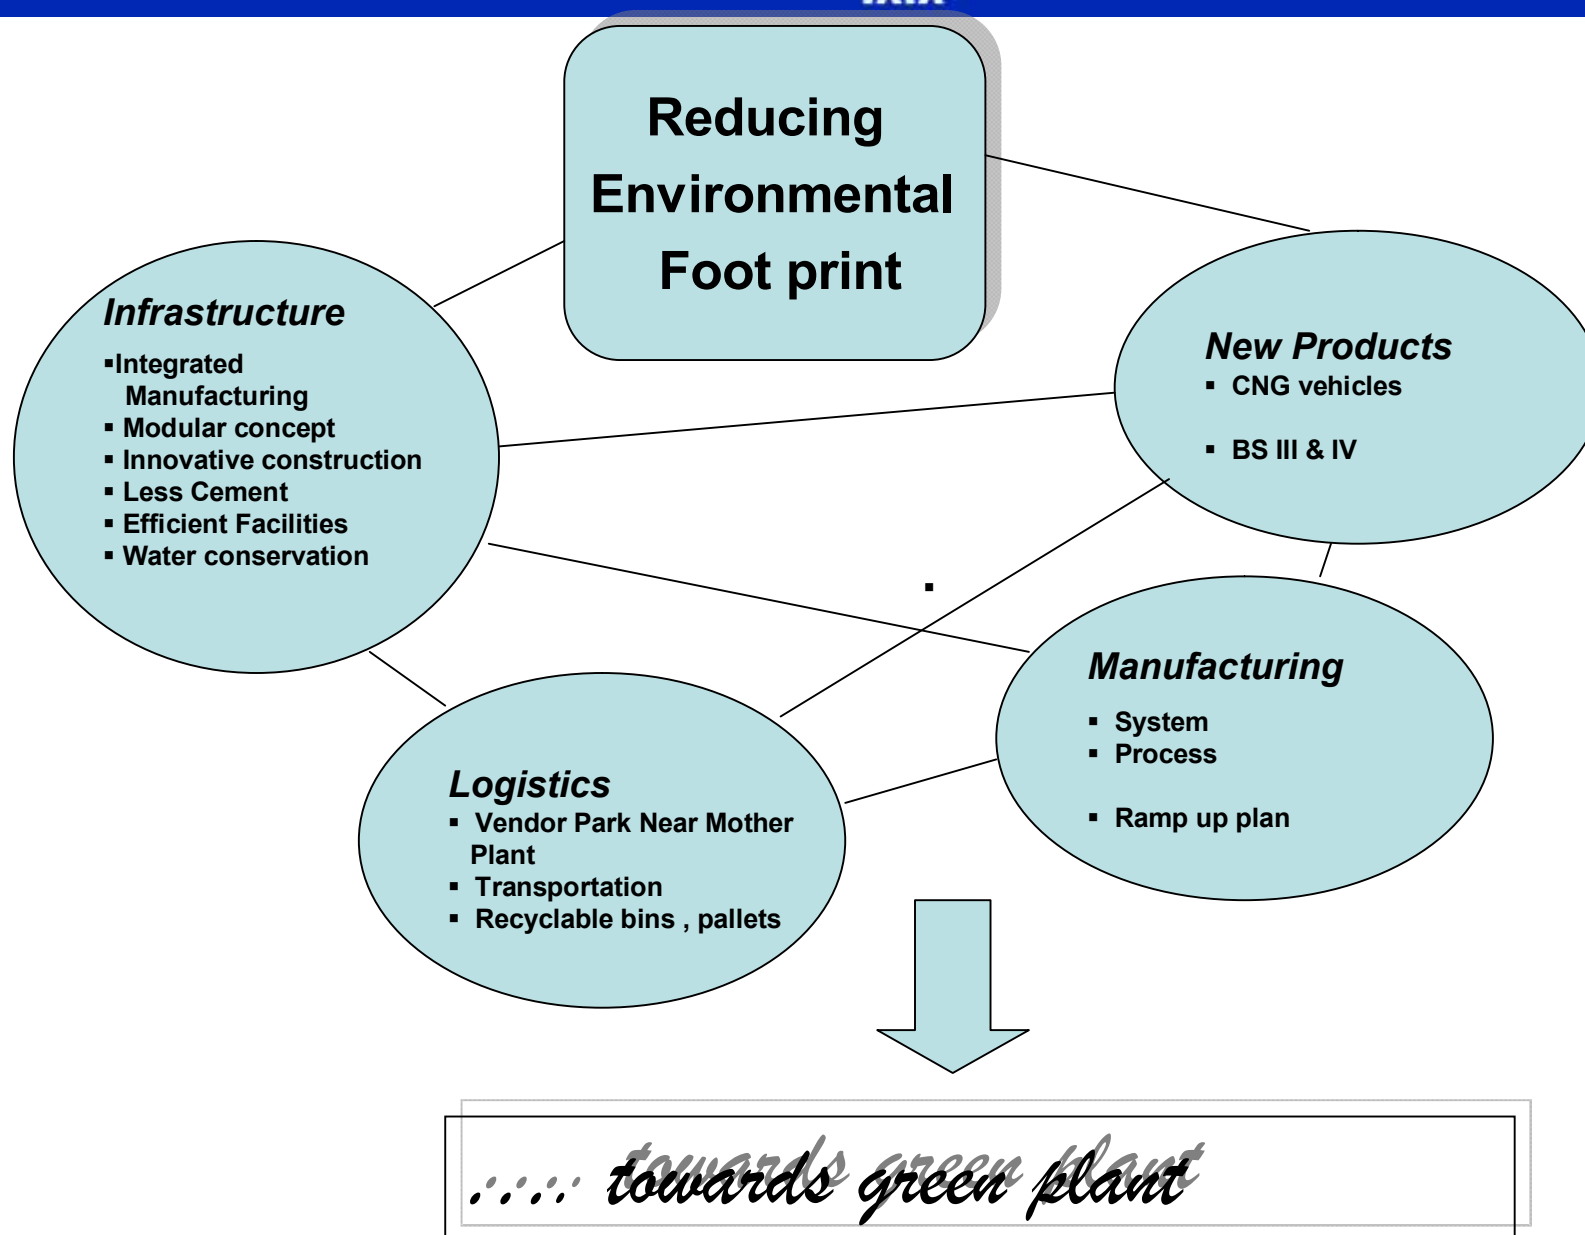 Reducing
Environmental
Foot print
Infrastructure
▪Integrated
Manufacturing
▪ Modular concept
▪ Innovative construction
▪ Less Cement
▪ Efficient Facilities
▪ Water conservation
New Products
▪ CNG vehicles
▪ BS III & IV
▪
Manufacturing
▪ System
▪ Process
▪ Ramp up plan
Logistics
▪ Vendor Park Near Mother
Plant
▪ Transportation
▪ Recyclable bins , pallets
..... towards green plant